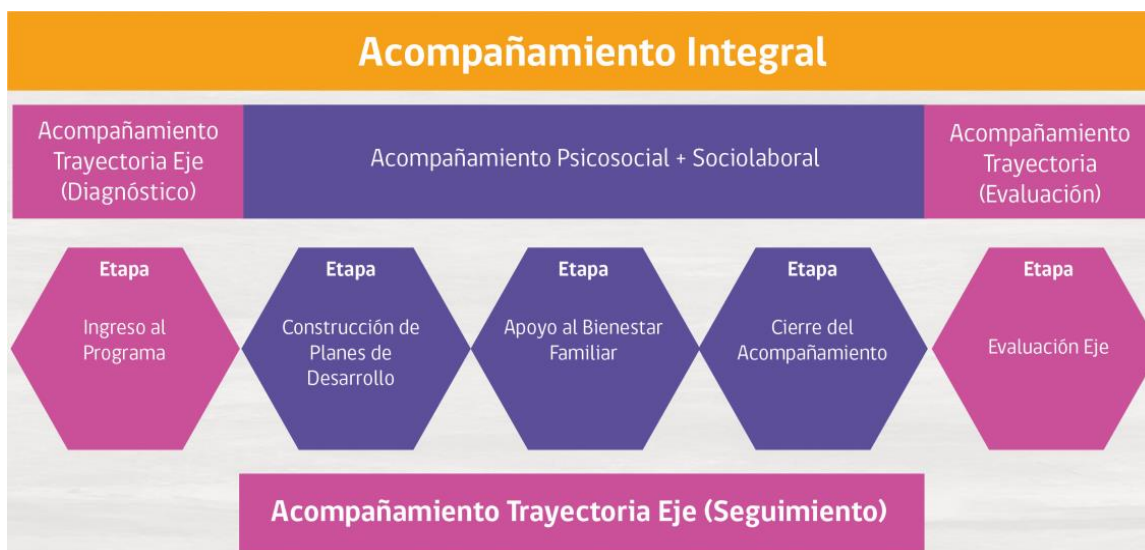 Acompañamiento Integral
Acompañamiento
Trayectoria Eje
(Diagnóstico)
Acompañamiento Psicosocial + Sociolaboral
Acompañamiento
Trayectoria
(Evaluación)
Etapa
Ingreso al
Programa
Etapa
Construcción de
Planes de
Desarrollo
Etapa
Apoyo al Bienestar
Familiar
Etapa
Cierre del
Acompañamiento
Etapa
Evaluación Eje
Acompañamiento Trayectoria Eje (Seguimiento)